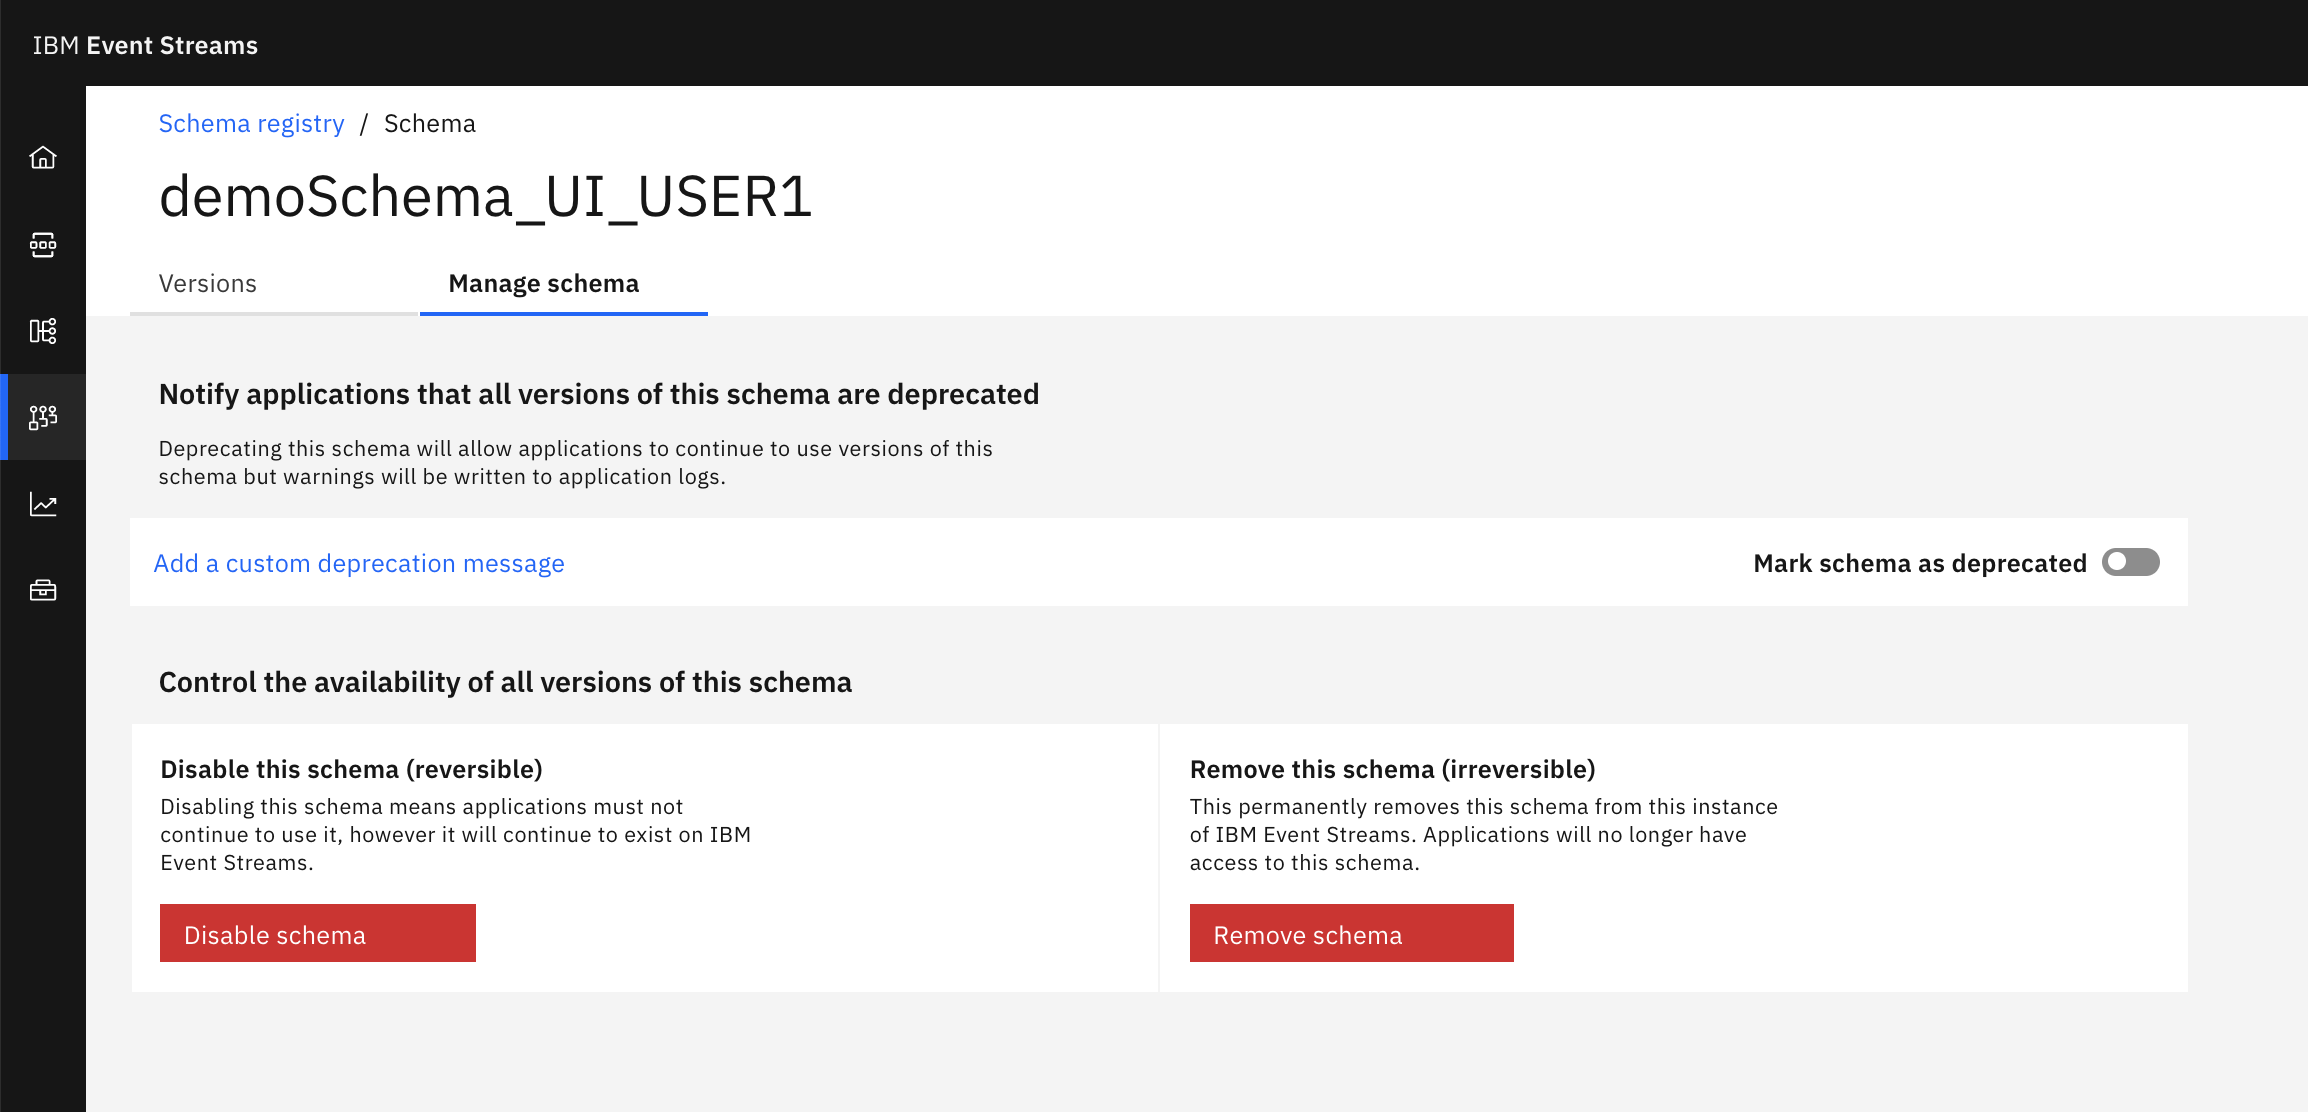 IBM Event Streams
Schema registry / Schema
demoSchema_UI_USER1
Versions
Manage schema
Notify applications that all versions of this schema are deprecated
Deprecating this schema will allow applications to continue to use versions of this
schema but warnings will be written to application logs.
Add a custom deprecation message
Mark schema as deprecated
Control the availability of all versions of this schema
Disable this schema (reversible)
Disabling this schema means applications must not
continue to use it, however it will continue to exist on IBM
Event Streams.
Disable schema
Remove this schema (irreversible)
This permanently removes this schema from this instance
of IBM Event Streams. Applications will no longer have
access to this schema.
Remove schema